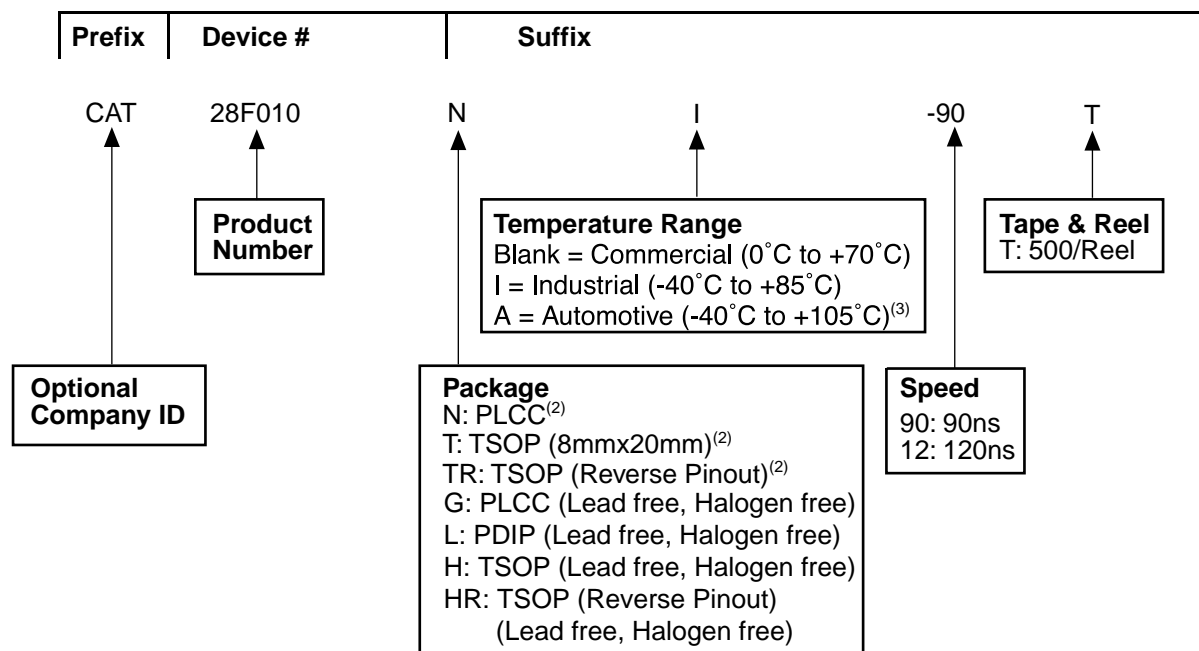 Prefix Device # Suffix
CAT 28F010 N I -90 T
Product
Number
Temperature Range
Blank = Commercial (0˚C to +70˚C)
I = Industrial (-40˚C to +85˚C)
A = Automotive (-40˚C to +105˚C)(3)
Tape & Reel
T: 500/Reel
Optional
Company ID
Package
N: PLCC(2)
T: TSOP (8mmx20mm)(2)
TR: TSOP (Reverse Pinout)(2)
G: PLCC (Lead free, Halogen free)
L: PDIP (Lead free, Halogen free)
H: TSOP (Lead free, Halogen free)
HR: TSOP (Reverse Pinout)
(Lead free, Halogen free)
Speed
90: 90ns
12: 120ns